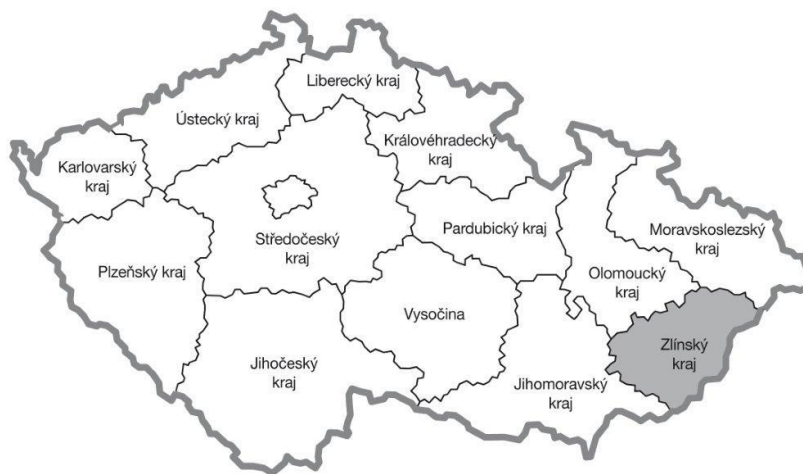 Liberecký kraj
Ústecký kraj
Královéhradecký
kraj
Karlovarský
kraj
Středočeský
kraj
Pardubický kraj
Moravskoslezský
kraj
Plzeňský kraj
Olomoucký
kraj
Vysočina
Zlínský
kraj
Jihočeský
kraj
Jihomoravský
kraj